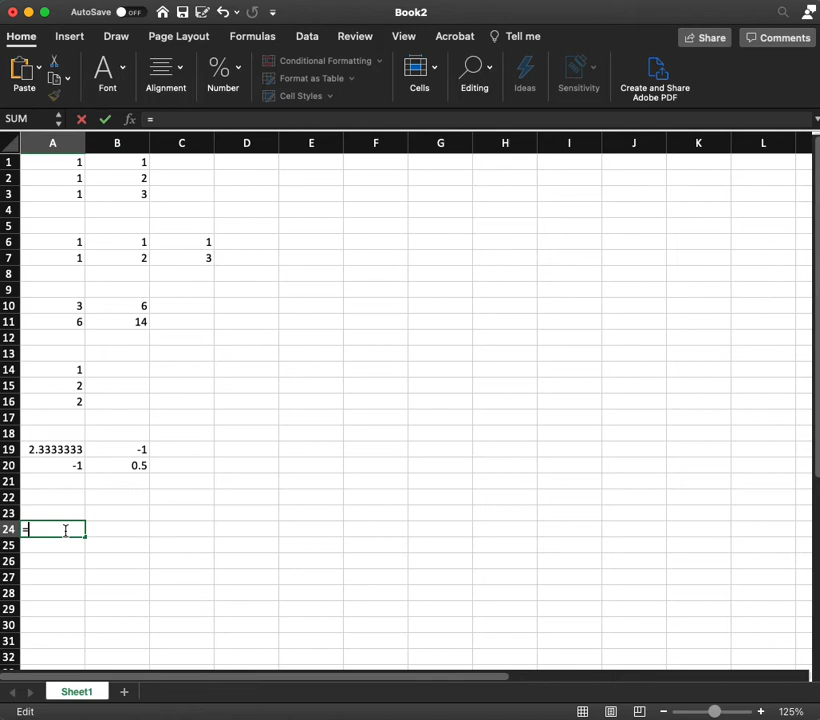 AutoSave OFF Book2
Home Insert Draw Page Layout Formulas Data Review View Acrobat Tell me Share Comments
Paste Font Alignment % Number Conditional Formatting Format as Table Cell Styles Cells Editing Ideas Sensitivity Create and Share Adobe PDF
SUM fx =
A B C D E F G H I J K L
1 1 1
2 1 2
3 1 3
4
5
6 1 1 1
7 1 2 3
8
9
10 3 6
11 6 14
12
13
14 1
15 2
16 2
17
18
19 2.3333333 -1
20 -1 0.5
21
22
23
24 =
25
26
27
28
29
30
31
32
Sheet1 +
Edit 125%